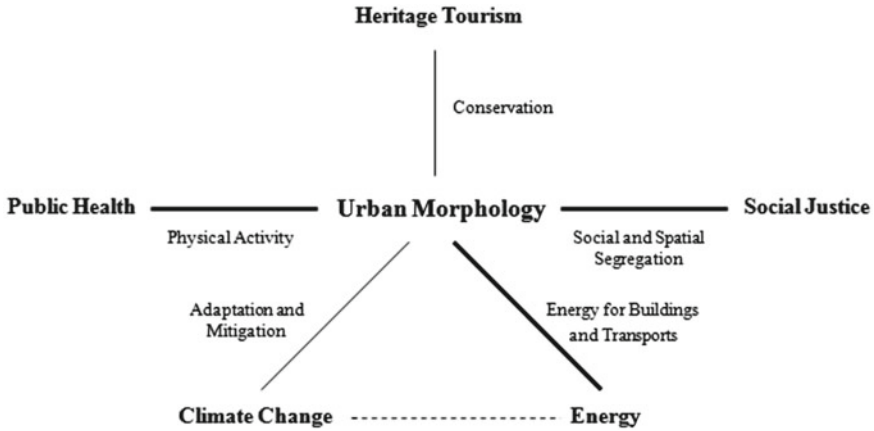 Heritage Tourism
Conservation
Public Health
Urban Morphology
Social Justice
Physical Activity
Social and Spatial
Segregation
Adaptation and
Mitigation
Energy for Buildings
and Transports
Climate Change
Energy